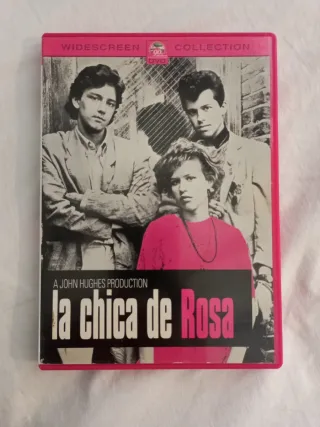 WIDESCREEN COLLECTION
A JOHN HUGHES PRODUCTION
la chica de Rosa